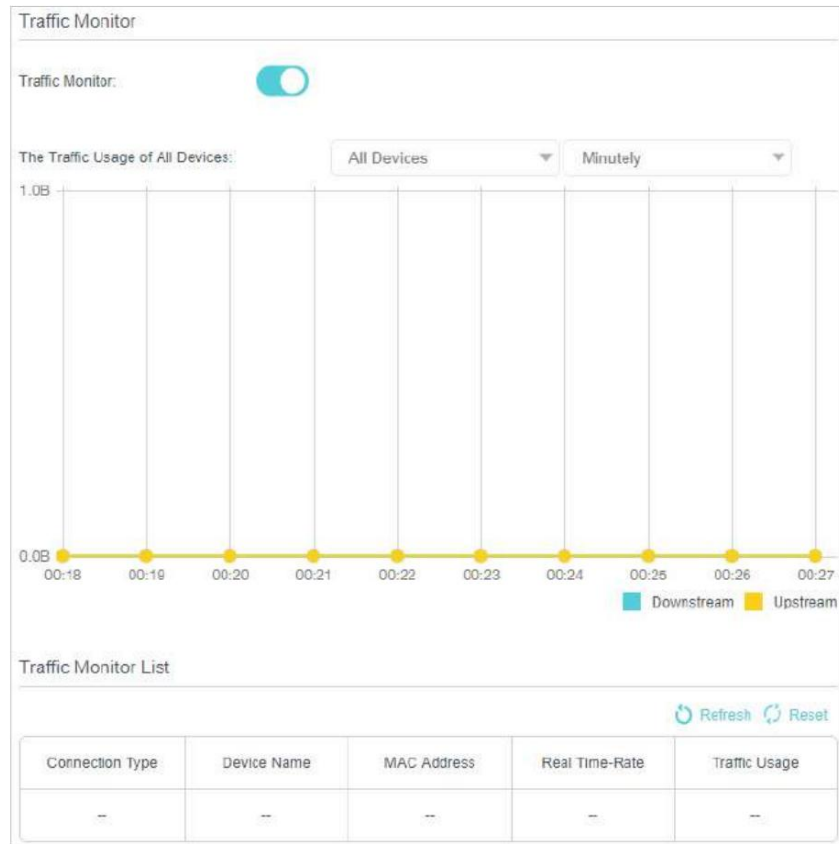 Traffic Monitor
Traffic Monitor:
The Traffic Usage of All Devices: All Devices Minutely
1.0B
0.0B
00:18 00:19 00:20 00:21 00:22 00:23 00:24 00:25 00:26 00:27
Downstream Upstream
Traffic Monitor List
Refresh Reset
Connection Type Device Name MAC Address Real Time-Rate Traffic Usage
-- -- -- -- --